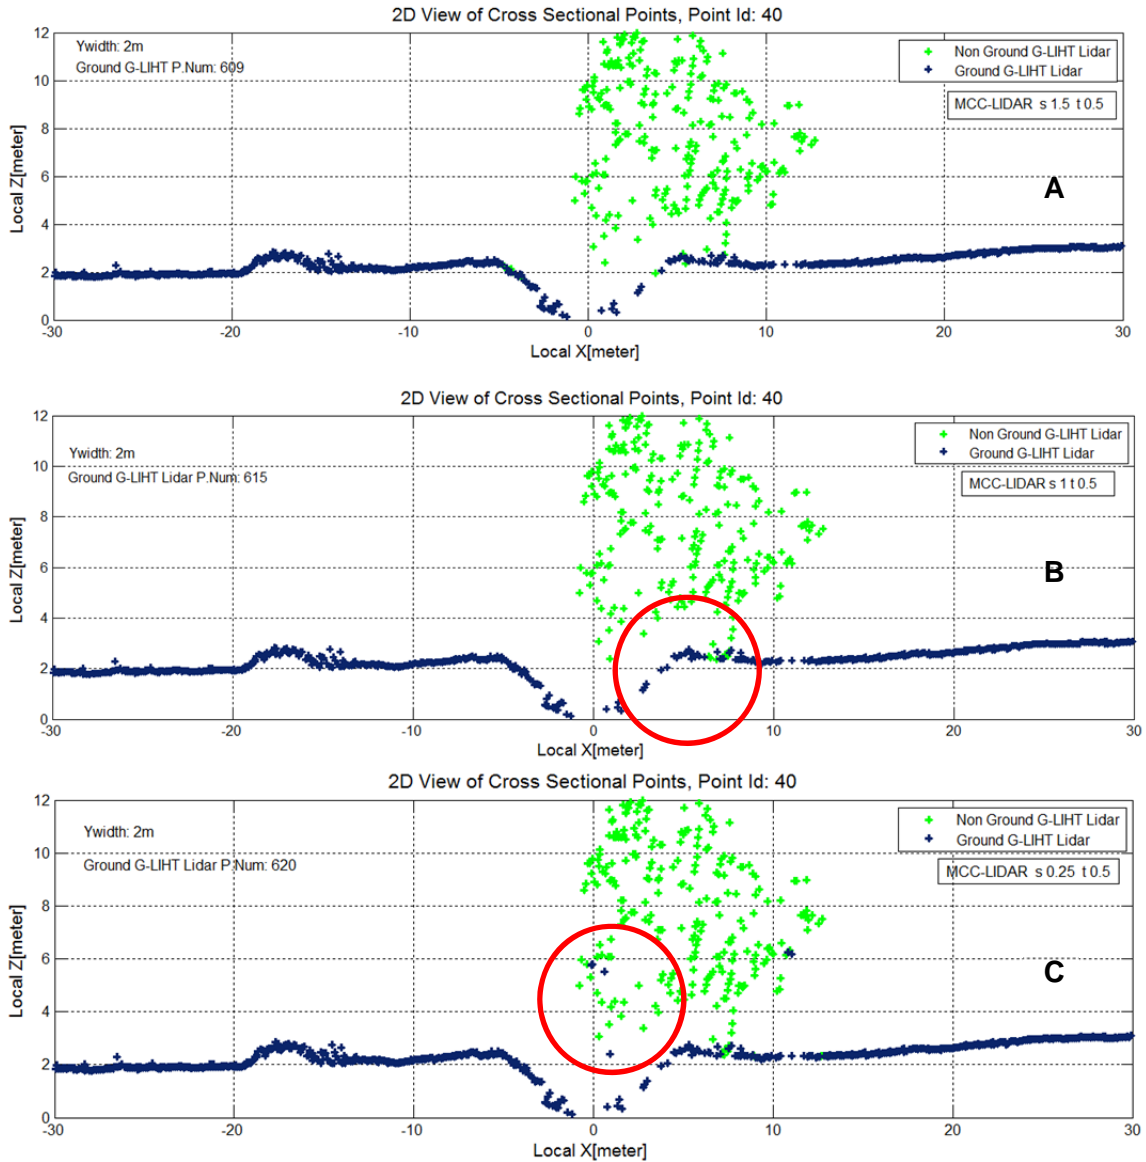 2D View of Cross Sectional Points, Point Id: 40
12
10
8
6
4
2
0
Local Z[meter]
Ywidth: 2m
Ground G-LIHT P.Num: 609
Non Ground G-LIHT Lidar
Ground G-LIHT Lidar
MCC-LIDAR s 1.5 t 0.5
A
-30
-20
-10
0
10
20
30
Local X[meter]
2D View of Cross Sectional Points, Point Id: 40
12
10
8
6
4
2
0
Local Z[meter]
Ywidth: 2m
Ground G-LIHT Lidar P.Num: 615
Non Ground G-LIHT Lidar
Ground G-LIHT Lidar
MCC-LIDAR s 1 t 0.5
B
-30
-20
-10
0
10
20
30
Local X[meter]
2D View of Cross Sectional Points, Point Id: 40
12
10
8
6
4
2
0
Local Z[meter]
Ywidth: 2m
Ground G-LIHT Lidar P.Num: 620
Non Ground G-LIHT Lidar
Ground G-LIHT Lidar
MCC-LIDAR s 0.25 t 0.5
C
-30
-20
-10
0
10
20
30
Local X[meter]